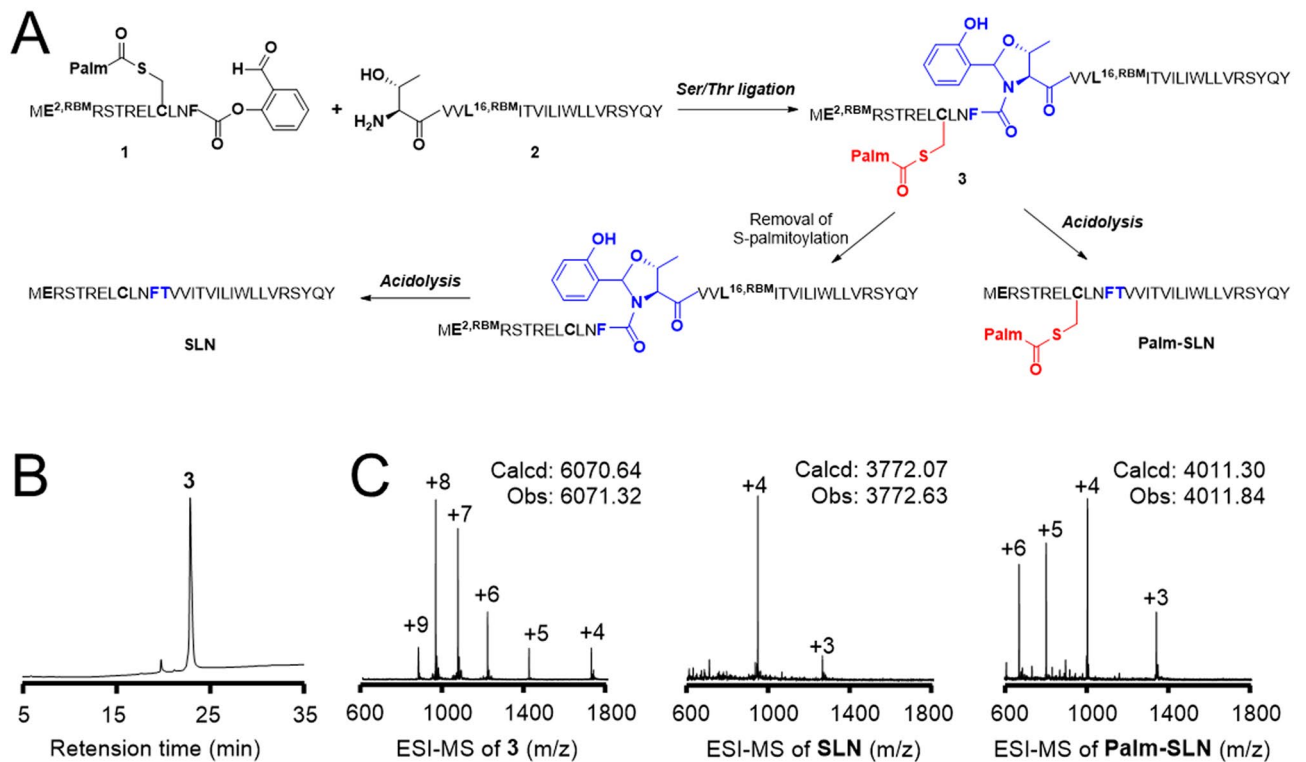 A
O
Palm
S
H
O
ME2,RBMRSTRELCLNF
O
O
1
+
HO
H2N
O
VVL16,RBMITVILIWLLVRSYQY
2
Ser/Thr ligation
OH
O
N
O
VVL16,RBMITVILIWLLVRSYQY
ME2,RBMRSTRELCLNF
O
Palm
S
O
3
Removal of
S-palmitoylation
Acidolysis
OH
O
N
O
VVL16,RBMITVILIWLLVRSYQY
ME2,RBMRSTRELCLNF
O
Acidolysis
MERSTRELCLNFTVVITVILIWLLVRSYQY
SLN
MERSTRELCLNFTVVITVILIWLLVRSYQY
Palm
S
O
Palm-SLN
B
3
5 15 25 35
Retension time (min)
C
Calcd: 6070.64
Obs: 6071.32
+9 +8 +7 +6 +5 +4
600 1000 1400 1800
ESI-MS of 3 (m/z)
Calcd: 3772.07
Obs: 3772.63
+4
+3
600 1000 1400 1800
ESI-MS of SLN (m/z)
Calcd: 4011.30
Obs: 4011.84
+6 +5 +4 +3
600 1000 1400 1800
ESI-MS of Palm-SLN (m/z)